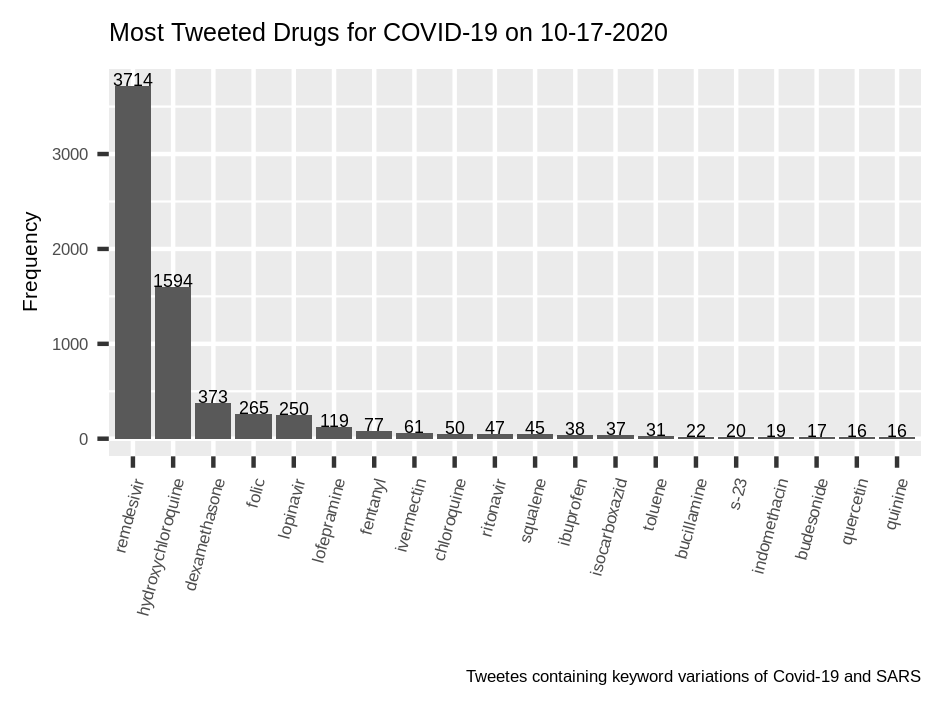 Most Tweeted Drugs for COVID-19 on 10-17-2020
Frequency
3000
2000
1000
0
3714
1594
373
265
250
119
77
61
50
47
45
38
37
31
22
20
19
17
16
16
remdesivir
hydroxychloroquine
dexamethasone
folic
lopinavir
lofepramine
fentanyl
ivermectin
chloroquine
ritonavir
squalene
ibuprofen
isocarboxazid
toluene
bucillamine
s-23
indomethacin
budesonide
quercetin
quinine
Tweetes containing keyword variations of Covid-19 and SARS